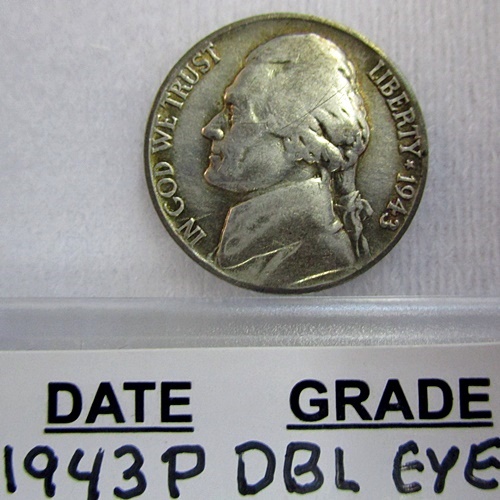 IN GOD WE TRUST
LIBERTY ★ 1943
DATE GRADE
1943P DBL EYE